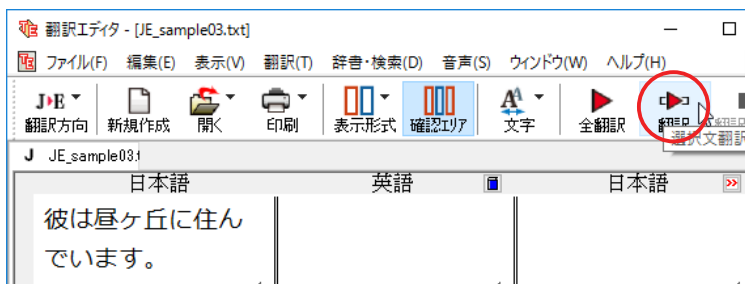 翻訳エディタ - [JE_sample03.txt]
ファイル(F) 編集(E) 表示(V) 翻訳(T) 辞書・検索(D) 音声(S) ウィンドウ(W) ヘルプ(H)
J▸E
翻訳方向 新規作成 開く 印刷 表示形式 確認エリア 文字 全翻訳 翻訳
選択文翻訳
J JE_sample03.t
日本語 英語 日本語
彼は昼ヶ丘に住ん
でいます。